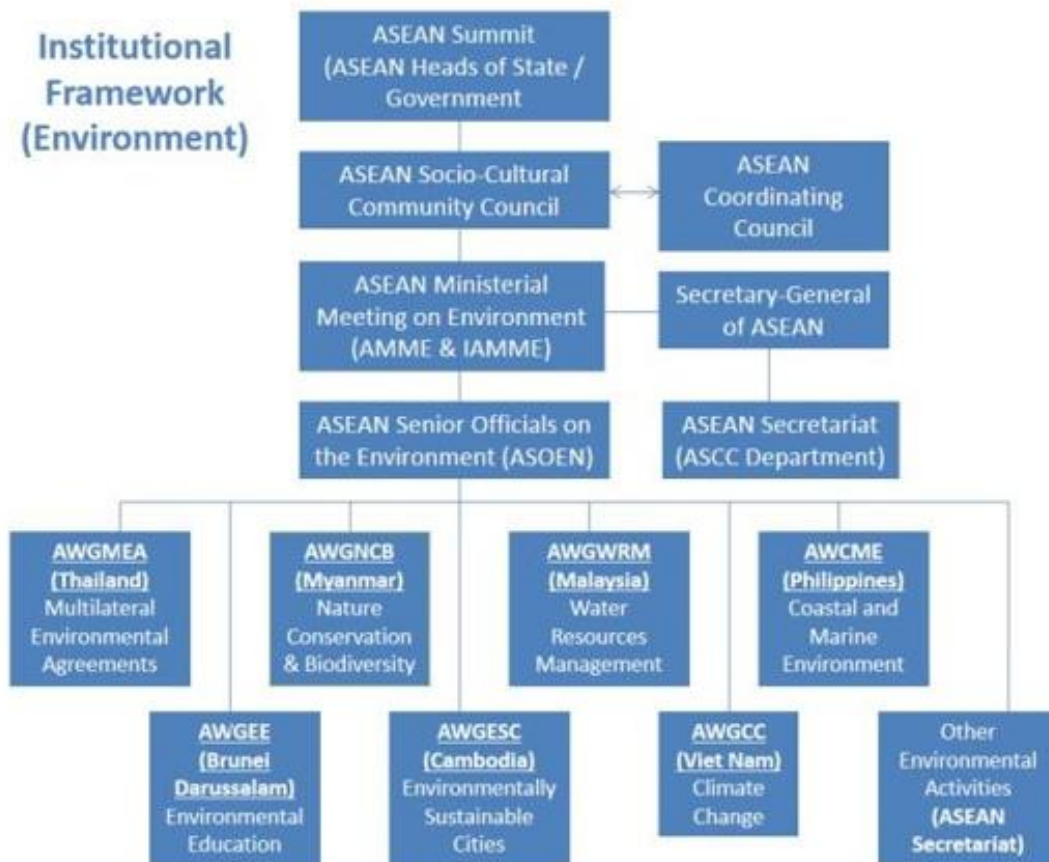 Institutional
Framework
(Environment)
ASEAN Summit
(ASEAN Heads of State /
Government
ASEAN Socio-Cultural
Community Council
ASEAN
Coordinating
Council
ASEAN Ministerial
Meeting on Environment
(AMME & IAMME)
Secretary-General
of ASEAN
ASEAN Senior Officials on
the Environment (ASOEN)
ASEAN Secretariat
(ASCC Department)
AWGMEA
(Thailand)
Multilateral
Environmental
Agreements
AWGNCB
(Myanmar)
Nature
Conservation
& Biodiversity
AWGWRM
(Malaysia)
Water
Resources
Management
AWCME
(Philippines)
Coastal and
Marine
Environment
AWGEE
(Brunei
Darussalam)
Environmental
Education
AWGESC
(Cambodia)
Environmentally
Sustainable
Cities
AWGCC
(Viet Nam)
Climate
Change
Other
Environmental
Activities
(ASEAN
Secretariat)